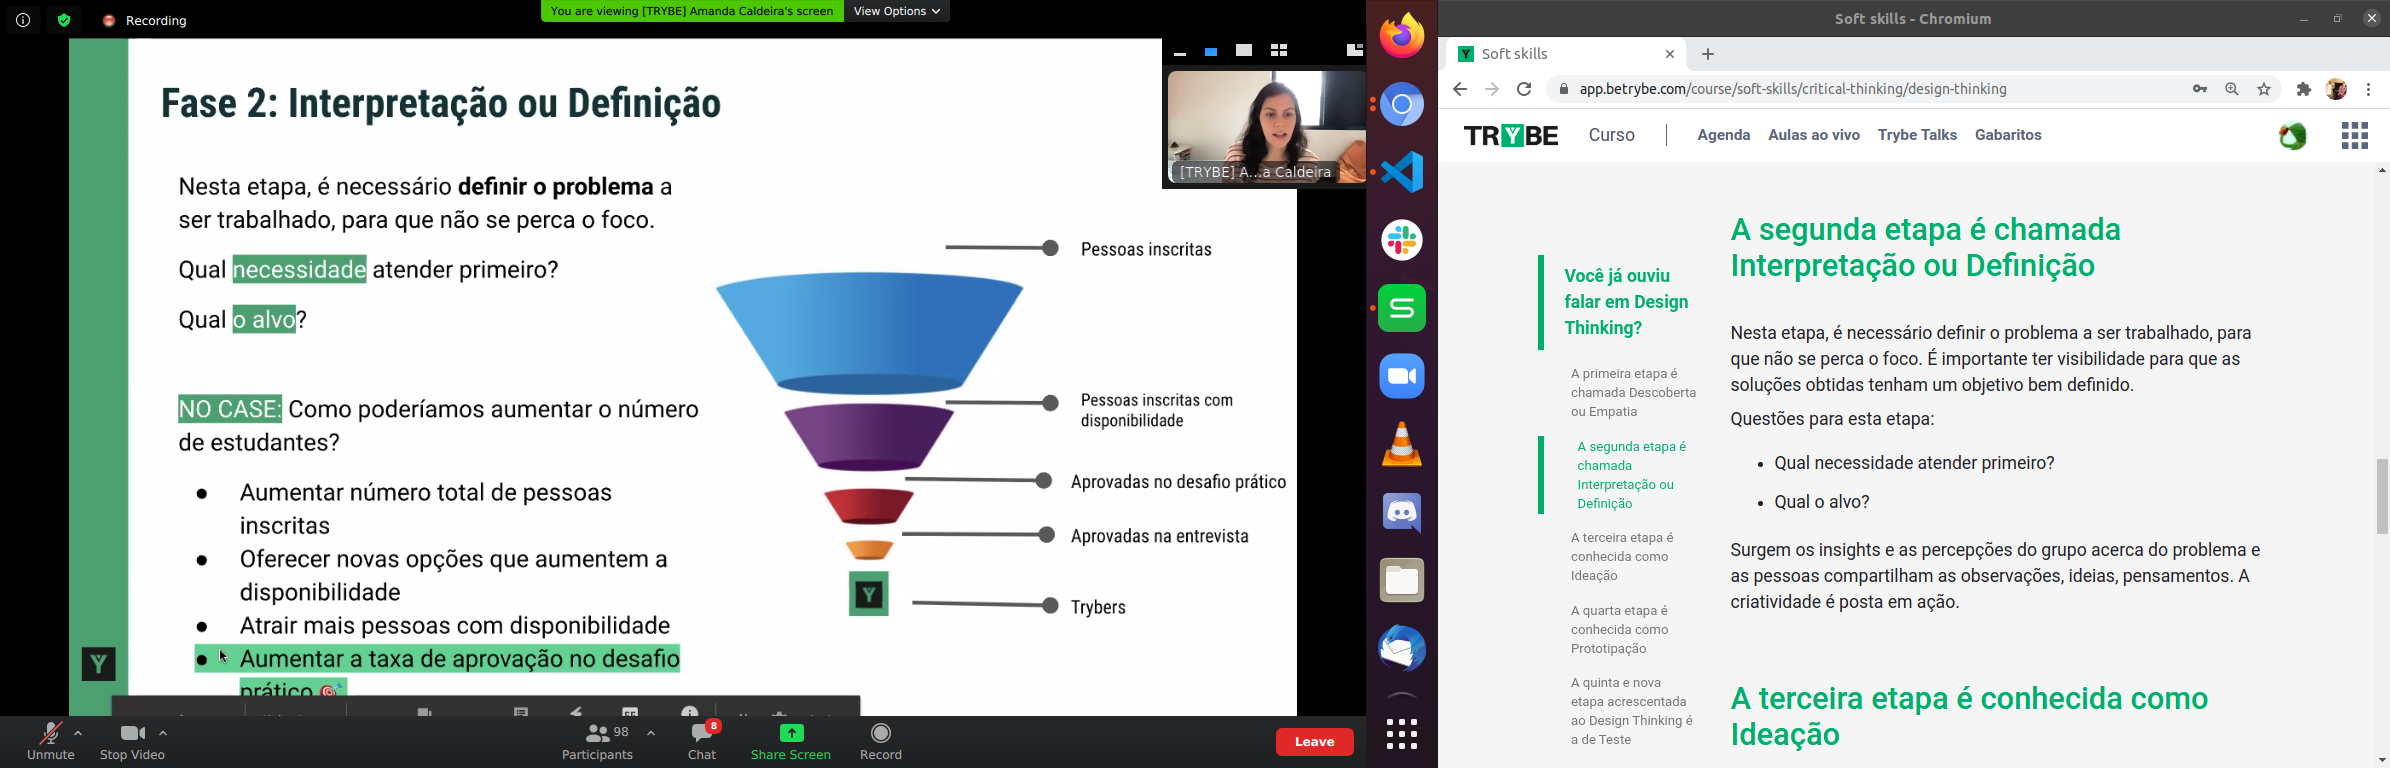 Recording
You are viewing [TRYBE] Amanda Caldeira's screen
View Options
Fase 2: Interpretação ou Definição
Nesta etapa, é necessário definir o problema a
ser trabalhado, para que não se perca o foco.
Qual necessidade atender primeiro?
Qual o alvo?
NO CASE: Como poderíamos aumentar o número
de estudantes?
● Aumentar número total de pessoas
inscritas
● Oferecer novas opções que aumentem a
disponibilidade
● Atrair mais pessoas com disponibilidade
● Aumentar a taxa de aprovação no desafio
prático
Pessoas inscritas
Pessoas inscritas com
disponibilidade
Aprovadas no desafio prático
Aprovadas na entrevista
Trybers
[TRYBE] A...a Caldeira
Unmute
Stop Video
98
Participants
8
Chat
Share Screen
Record
Leave
Soft skills - Chromium
Soft skills
app.betrybe.com/course/soft-skills/critical-thinking/design-thinking
TRYBE
Curso
Agenda
Aulas ao vivo
Trybe Talks
Gabaritos
Você já ouviu
falar em Design
Thinking?
A primeira etapa é
chamada Descoberta
ou Empatia
A segunda etapa é
chamada
Interpretação ou
Definição
A terceira etapa é
conhecida como
Ideação
A quarta etapa é
conhecida como
Prototipação
A quinta e nova
etapa acrescentada
ao Design Thinking é
a de Teste
A segunda etapa é chamada
Interpretação ou Definição
Nesta etapa, é necessário definir o problema a ser trabalhado, para
que não se perca o foco. É importante ter visibilidade para que as
soluções obtidas tenham um objetivo bem definido.
Questões para esta etapa:
• Qual necessidade atender primeiro?
• Qual o alvo?
Surgem os insights e as percepções do grupo acerca do problema e
as pessoas compartilham as observações, ideias, pensamentos. A
criatividade é posta em ação.
A terceira etapa é conhecida como
Ideação